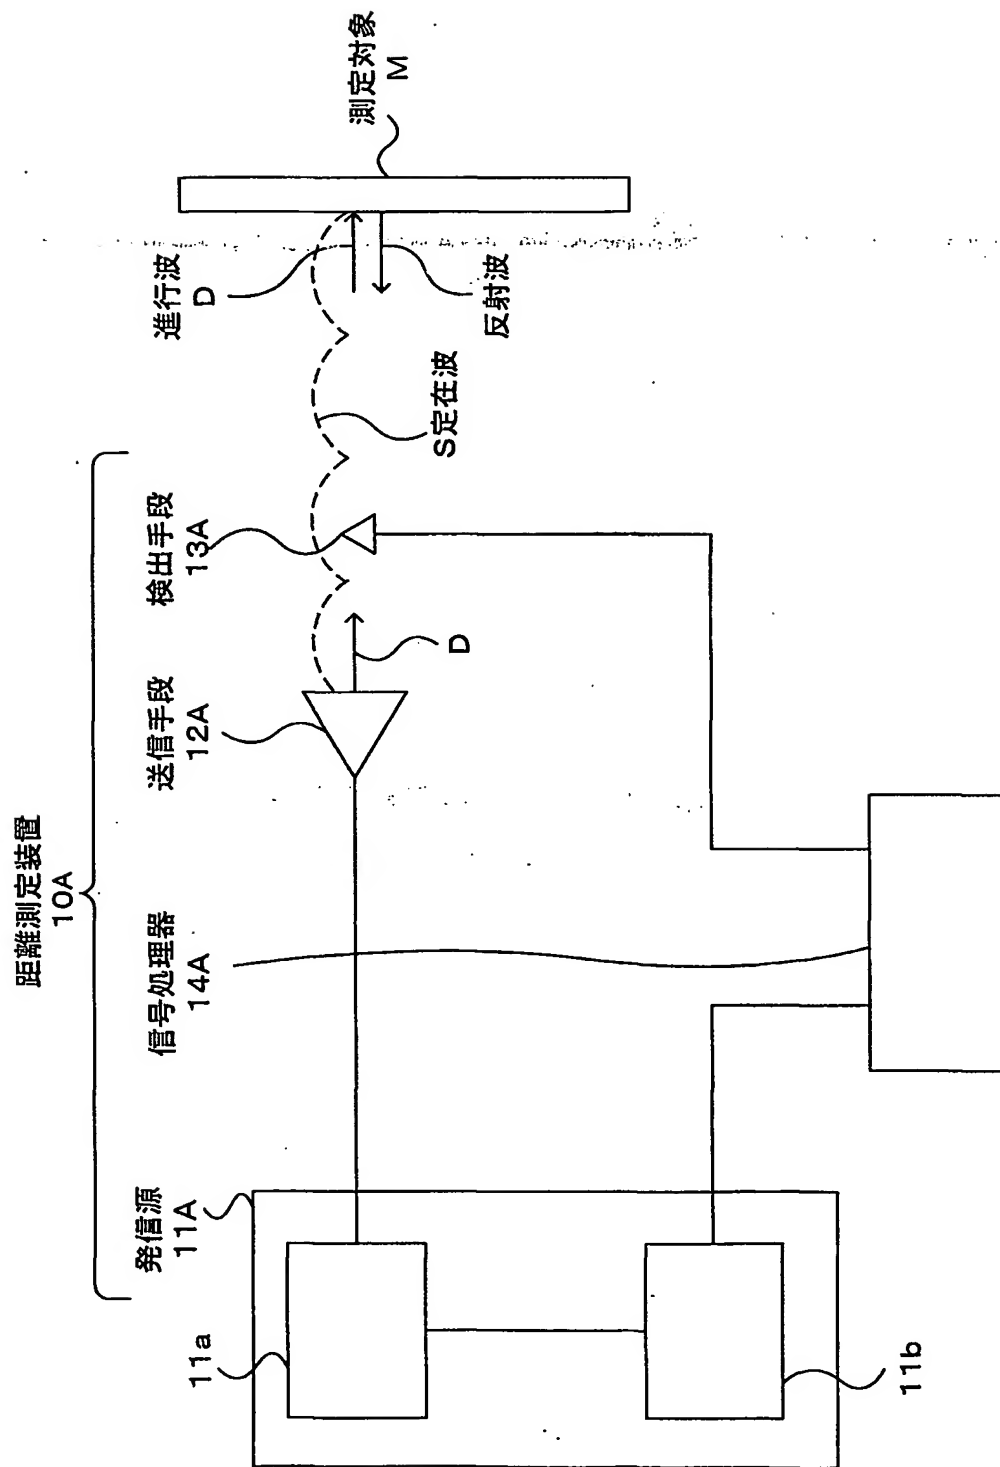 距離測定装置
10A
発信源
11A
信号処理器
14A
送信手段
12A
検出手段
13A
進行波
D
測定対象
M
11a
D
S定在波
反射波
11b